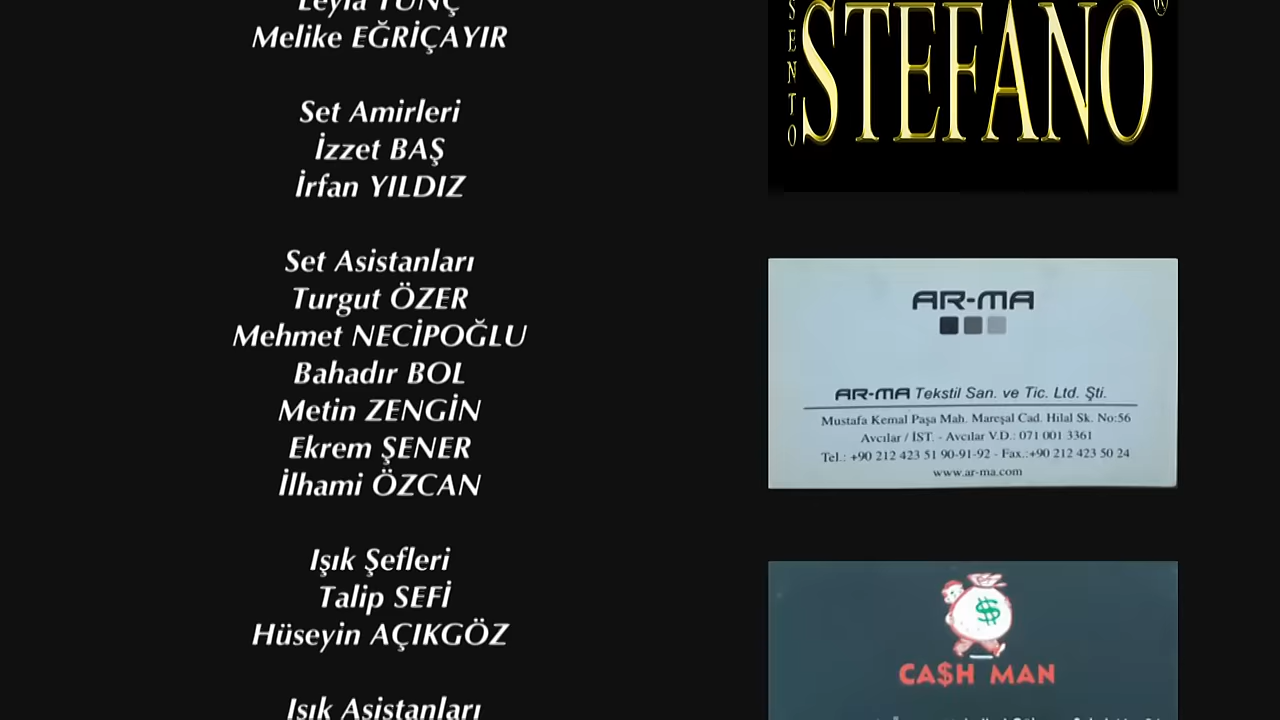 Leyla TUNÇ
Melike EĞRİÇAYIR
Set Amirleri
İzzet BAŞ
İrfan YILDIZ
Set Asistanları
Turgut ÖZER
Mehmet NECİPOĞLU
Bahadır BOL
Metin ZENGİN
Ekrem ŞENER
İlhami ÖZCAN
Işık Şefleri
Talip SEFİ
Hüseyin AÇIKGÖZ
Işık Asistanları
SENTO
STEFANO®
AR-MA
AR-MA Tekstil San. ve Tic. Ltd. Şti.
Mustafa Kemal Paşa Mah. Mareşal Cad. Hilal Sk. No:56
Avcılar / İST. - Avcılar V.D.: 071 001 3361
Tel.: +90 212 423 51 90-91-92 - Fax.:+90 212 423 50 24
www.ar-ma.com
$
CA$H MAN